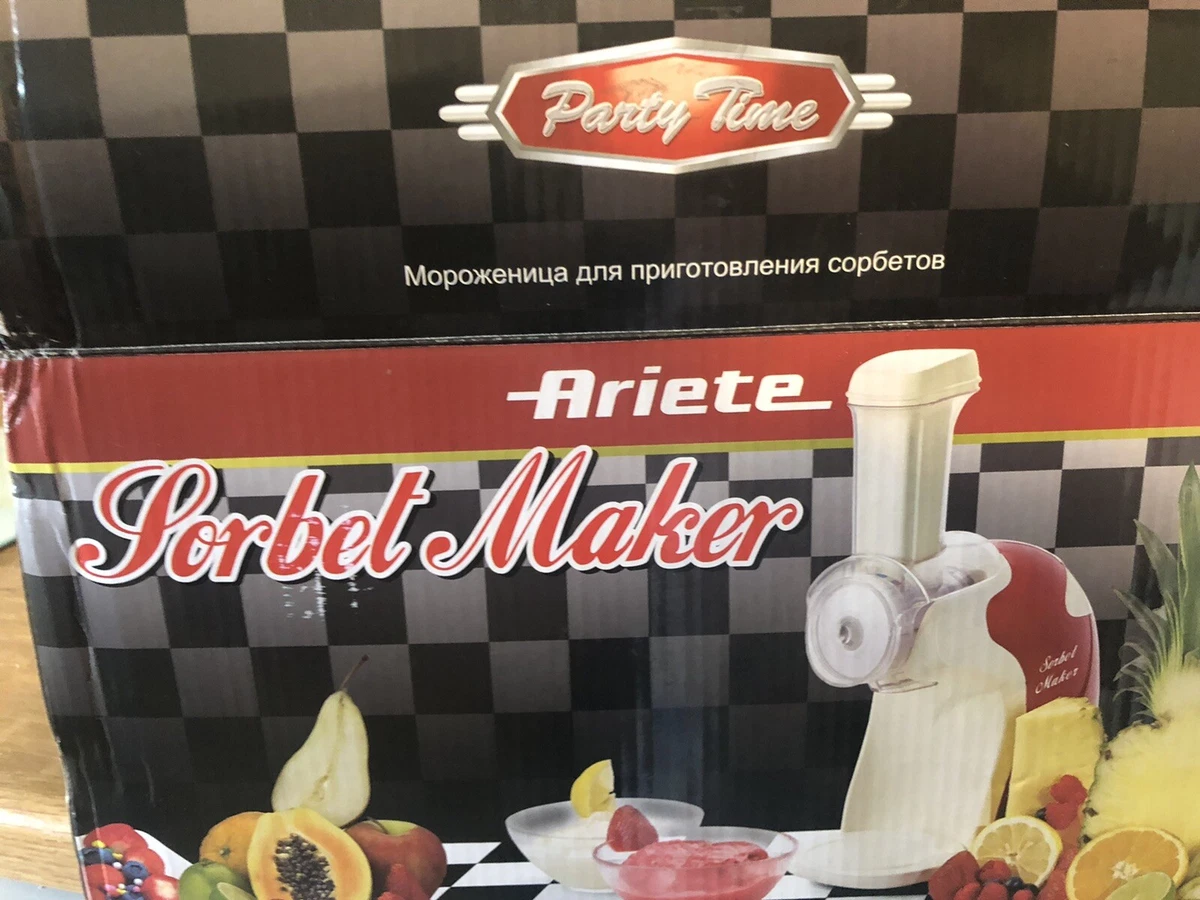 Party Time
Мороженица для приготовления сорбетов
Ariete
Sorbet Maker
Sorbet
Maker